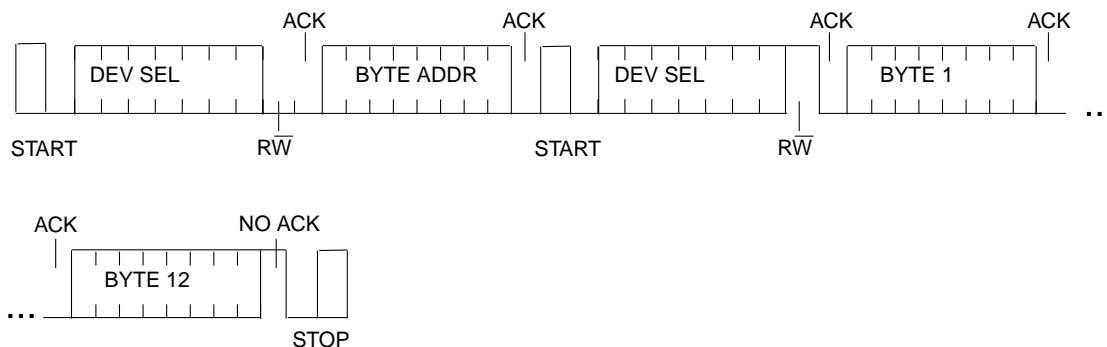 ACK ACK ACK ACK
DEV SEL BYTE ADDR DEV SEL BYTE 1
...
START RW̅ START RW̅
ACK NO ACK
BYTE 12
...
STOP